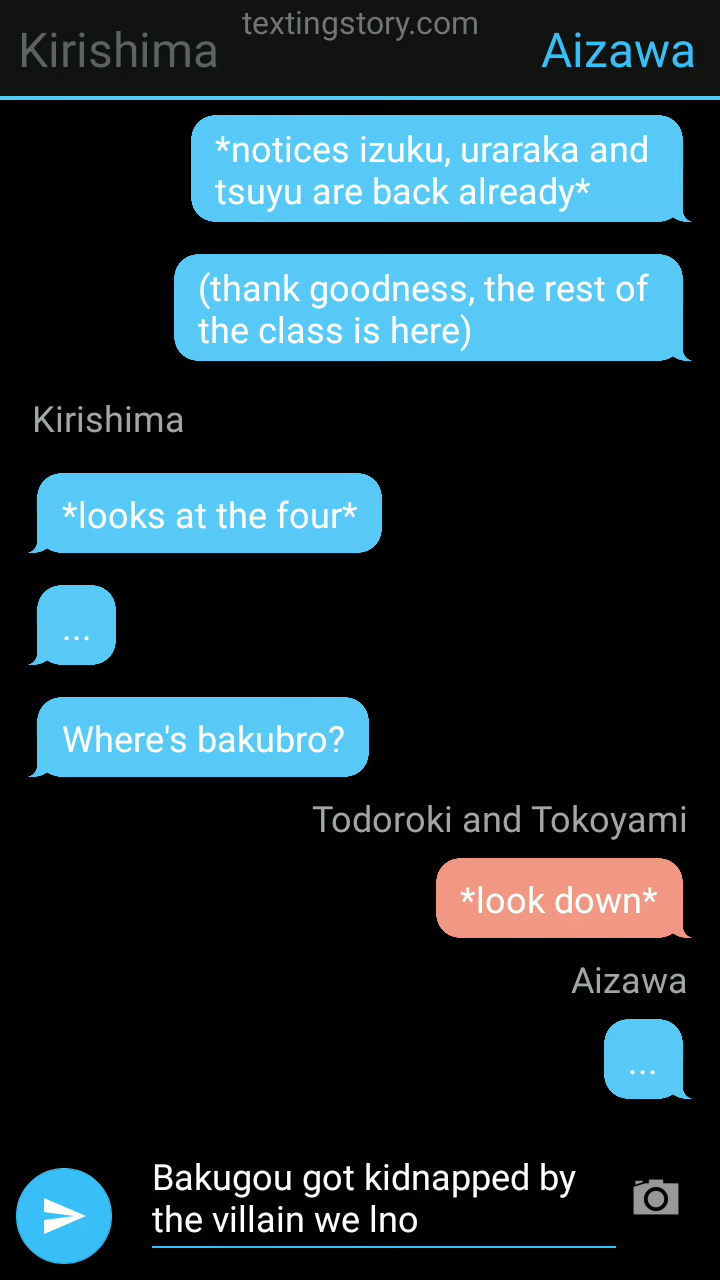 textingstory.com
Kirishima
Aizawa
*notices izuku, uraraka and
tsuyu are back already*
(thank goodness, the rest of
the class is here)
Kirishima
*looks at the four*
...
Where's bakubro?
Todoroki and Tokoyami
*look down*
Aizawa
...
Bakugou got kidnapped by
the villain we lno